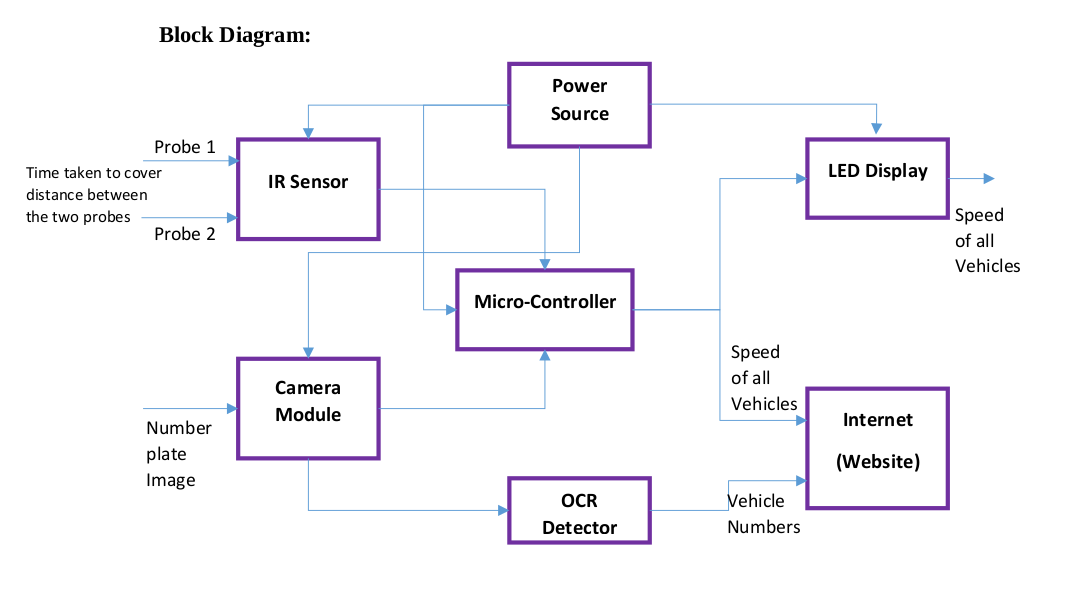 Block Diagram:
Power
Source
Probe 1
Time taken to cover
distance between
the two probes
Probe 2
IR Sensor
LED Display
Speed
of all
Vehicles
Micro-Controller
Speed
of all
Vehicles
Camera
Module
Number
plate
Image
Internet
(Website)
OCR
Detector
Vehicle
Numbers